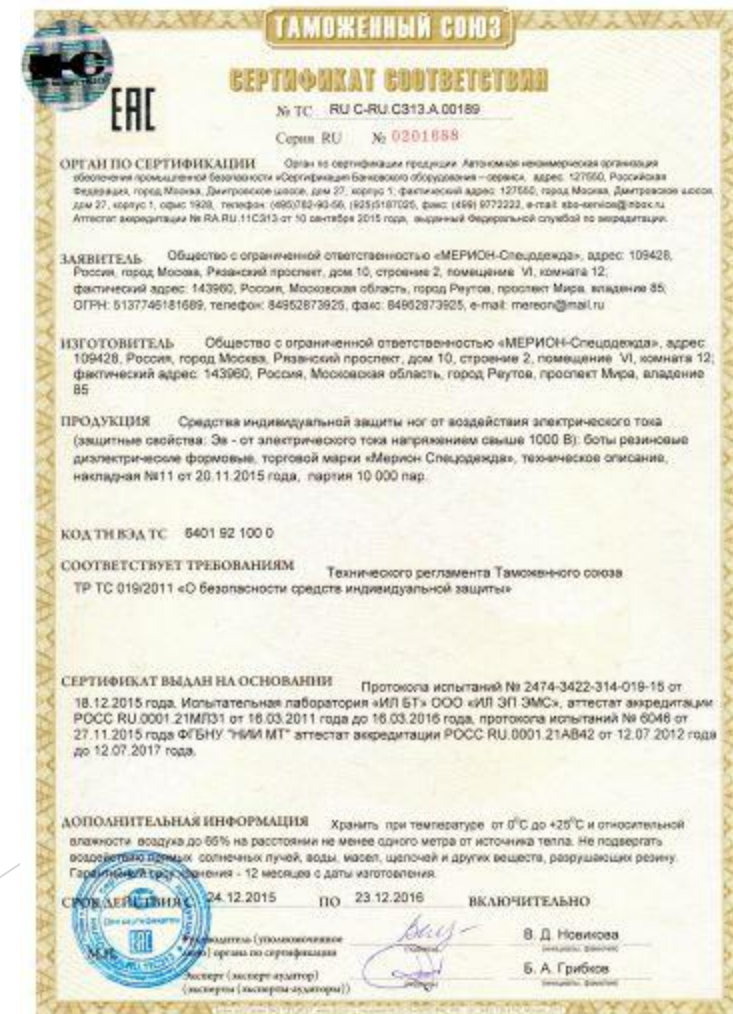 ТАМОЖЕННЫЙ СОЮЗ
ЕАС
СЕРТИФИКАТ СООТВЕТСТВИЯ
№ ТС RU C-RU.C313.A.00189
Серия RU № 0201688
ОРГАН ПО СЕРТИФИКАЦИИ Орган по сертификации продукции Автономная некоммерческая организация
обеспечения промышленной безопасности «Сертификация Банковского оборудования – сервис», адрес: 127550, Российская
Федерация, город Москва, Дмитровское шоссе, дом 27, корпус 1; фактический адрес: 127550, город Москва, Дмитровское шоссе,
дом 27, корпус 1, офис 1928, телефон: (495)782-90-56, (925)5187025, факс: (499) 9772222, e-mail: sbo-service@inbox.ru.
Аттестат аккредитации № RA.RU.11C313 от 10 сентября 2015 года, выданный Федеральной службой по аккредитации.
ЗАЯВИТЕЛЬ Общество с ограниченной ответственностью «МЕРИОН-Спецодежда», адрес: 109428,
Россия, город Москва, Рязанский проспект, дом 10, строение 2, помещение VI, комната 12;
фактический адрес: 143960, Россия, Московская область, город Реутов, проспект Мира, владение 85;
ОГРН: 5137746181689, телефон: 84952873925, факс: 84952873925, e-mail: mereon@mail.ru
ИЗГОТОВИТЕЛЬ Общество с ограниченной ответственностью «МЕРИОН-Спецодежда», адрес:
109428, Россия, город Москва, Рязанский проспект, дом 10, строение 2, помещение VI, комната 12;
фактический адрес: 143960, Россия, Московская область, город Реутов, проспект Мира, владение
85
ПРОДУКЦИЯ Средства индивидуальной защиты ног от воздействия электрического тока
(защитные свойства: Эв - от электрического тока напряжением свыше 1000 В): боты резиновые
диэлектрические формовые, торговой марки «Мерион Спецодежда», техническое описание,
накладная №11 от 20.11.2015 года, партия 10 000 пар.
КОД ТН ВЭД ТС 6401 92 100 0
СООТВЕТСТВУЕТ ТРЕБОВАНИЯМ Технического регламента Таможенного союза
ТР ТС 019/2011 «О безопасности средств индивидуальной защиты»
СЕРТИФИКАТ ВЫДАН НА ОСНОВАНИИ Протокола испытаний № 2474-3422-314-019-15 от
18.12.2015 года, Испытательная лаборатория «ИЛ БТ» ООО «ИЛ ЭП ЭМС», аттестат аккредитации
РОСС RU.0001.21МЛ31 от 16.03.2011 года до 16.03.2016 года, протокола испытаний № 6046 от
27.11.2015 года ФГБНУ "НИИ МТ" аттестат аккредитации РОСС RU.0001.21АВ42 от 12.07.2012 года
до 12.07.2017 года.
ДОПОЛНИТЕЛЬНАЯ ИНФОРМАЦИЯ Хранить при температуре от 0°С до +25°С и относительной
влажности воздуха до 65% на расстоянии не менее одного метра от источника тепла. Не подвергать
воздействию прямых солнечных лучей, воды, масел, щелочей и других веществ, разрушающих резину.
Гарантийный срок хранения - 12 месяцев с даты изготовления.
СРОК ДЕЙСТВИЯ С 24.12.2015 ПО 23.12.2016 ВКЛЮЧИТЕЛЬНО
М.П.
Руководитель (уполномоченное
лицо) органа по сертификации
(подпись)
В. Д. Новикова
(инициалы, фамилия)
Эксперт (эксперт-аудитор)
(эксперты (эксперты-аудиторы))
(подпись)
Б. А. Грибков
(инициалы, фамилия)